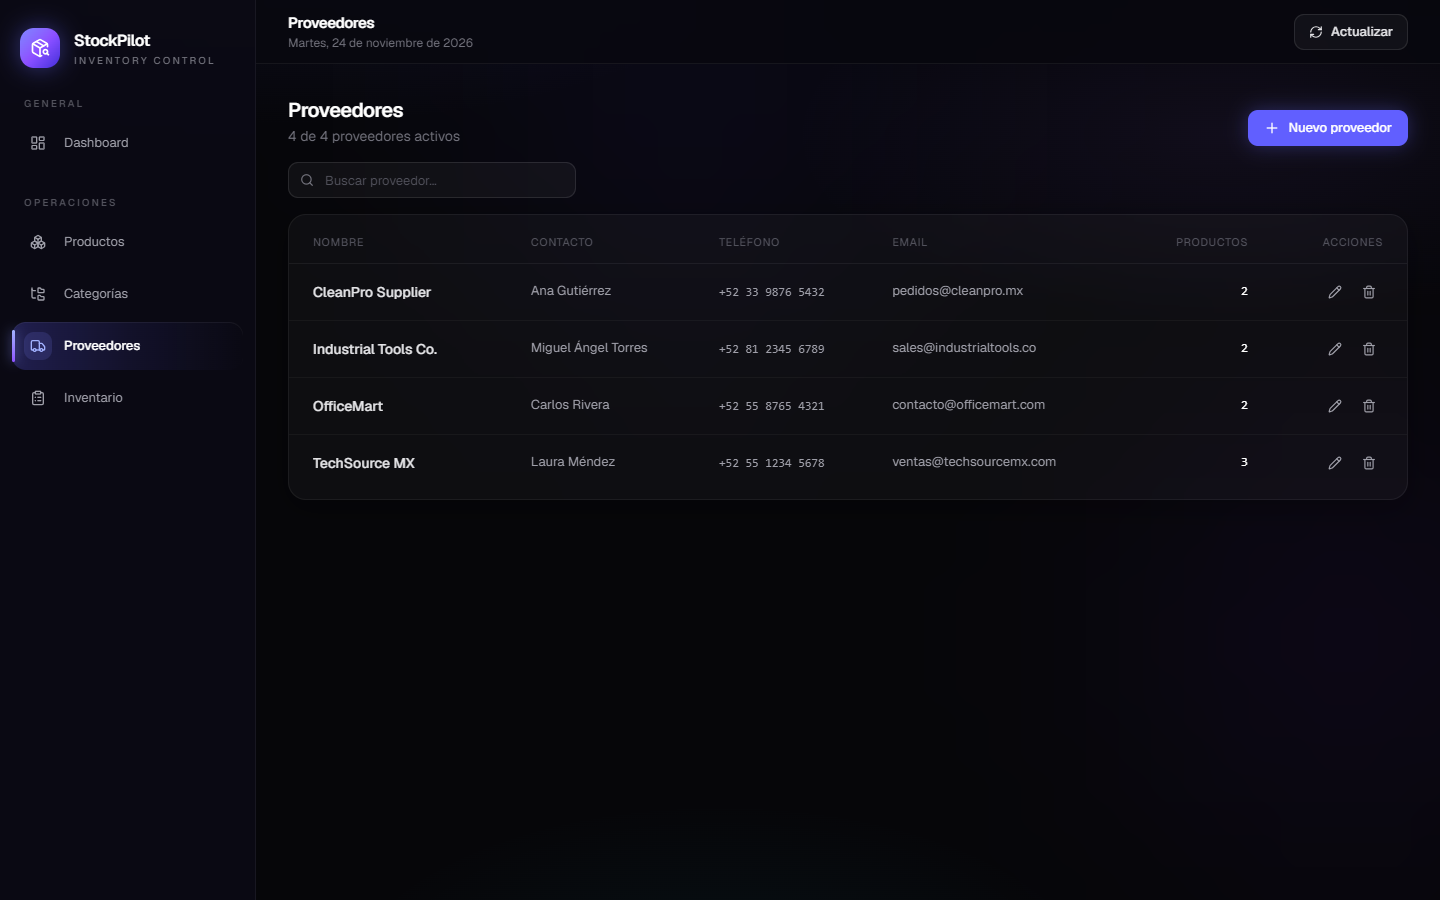 StockPilot
INVENTORY CONTROL
GENERAL
Dashboard
OPERACIONES
Productos
Categorías
Proveedores
Inventario
Proveedores
Martes, 24 de noviembre de 2026
Actualizar
Proveedores
4 de 4 proveedores activos
Nuevo proveedor
Buscar proveedor...
NOMBRE CONTACTO TELÉFONO EMAIL PRODUCTOS ACCIONES
CleanPro Supplier Ana Gutiérrez +52 33 9876 5432 pedidos@cleanpro.mx 2
Industrial Tools Co. Miguel Ángel Torres +52 81 2345 6789 sales@industrialtools.co 2
OfficeMart Carlos Rivera +52 55 8765 4321 contacto@officemart.com 2
TechSource MX Laura Méndez +52 55 1234 5678 ventas@techsourcemx.com 3